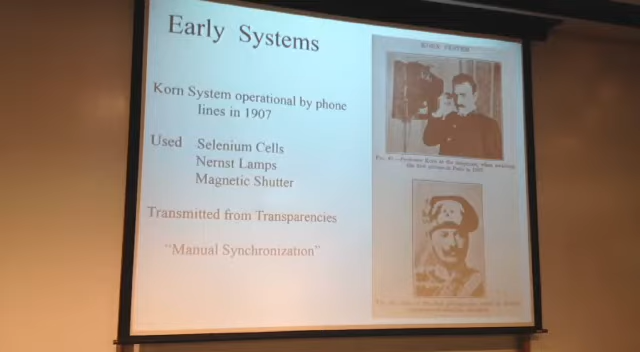 Early Systems
Korn System operational by phone
lines in 1907
Used Selenium Cells
Nernst Lamps
Magnetic Shutter
Transmitted from Transparencies
"Manual Synchronization"